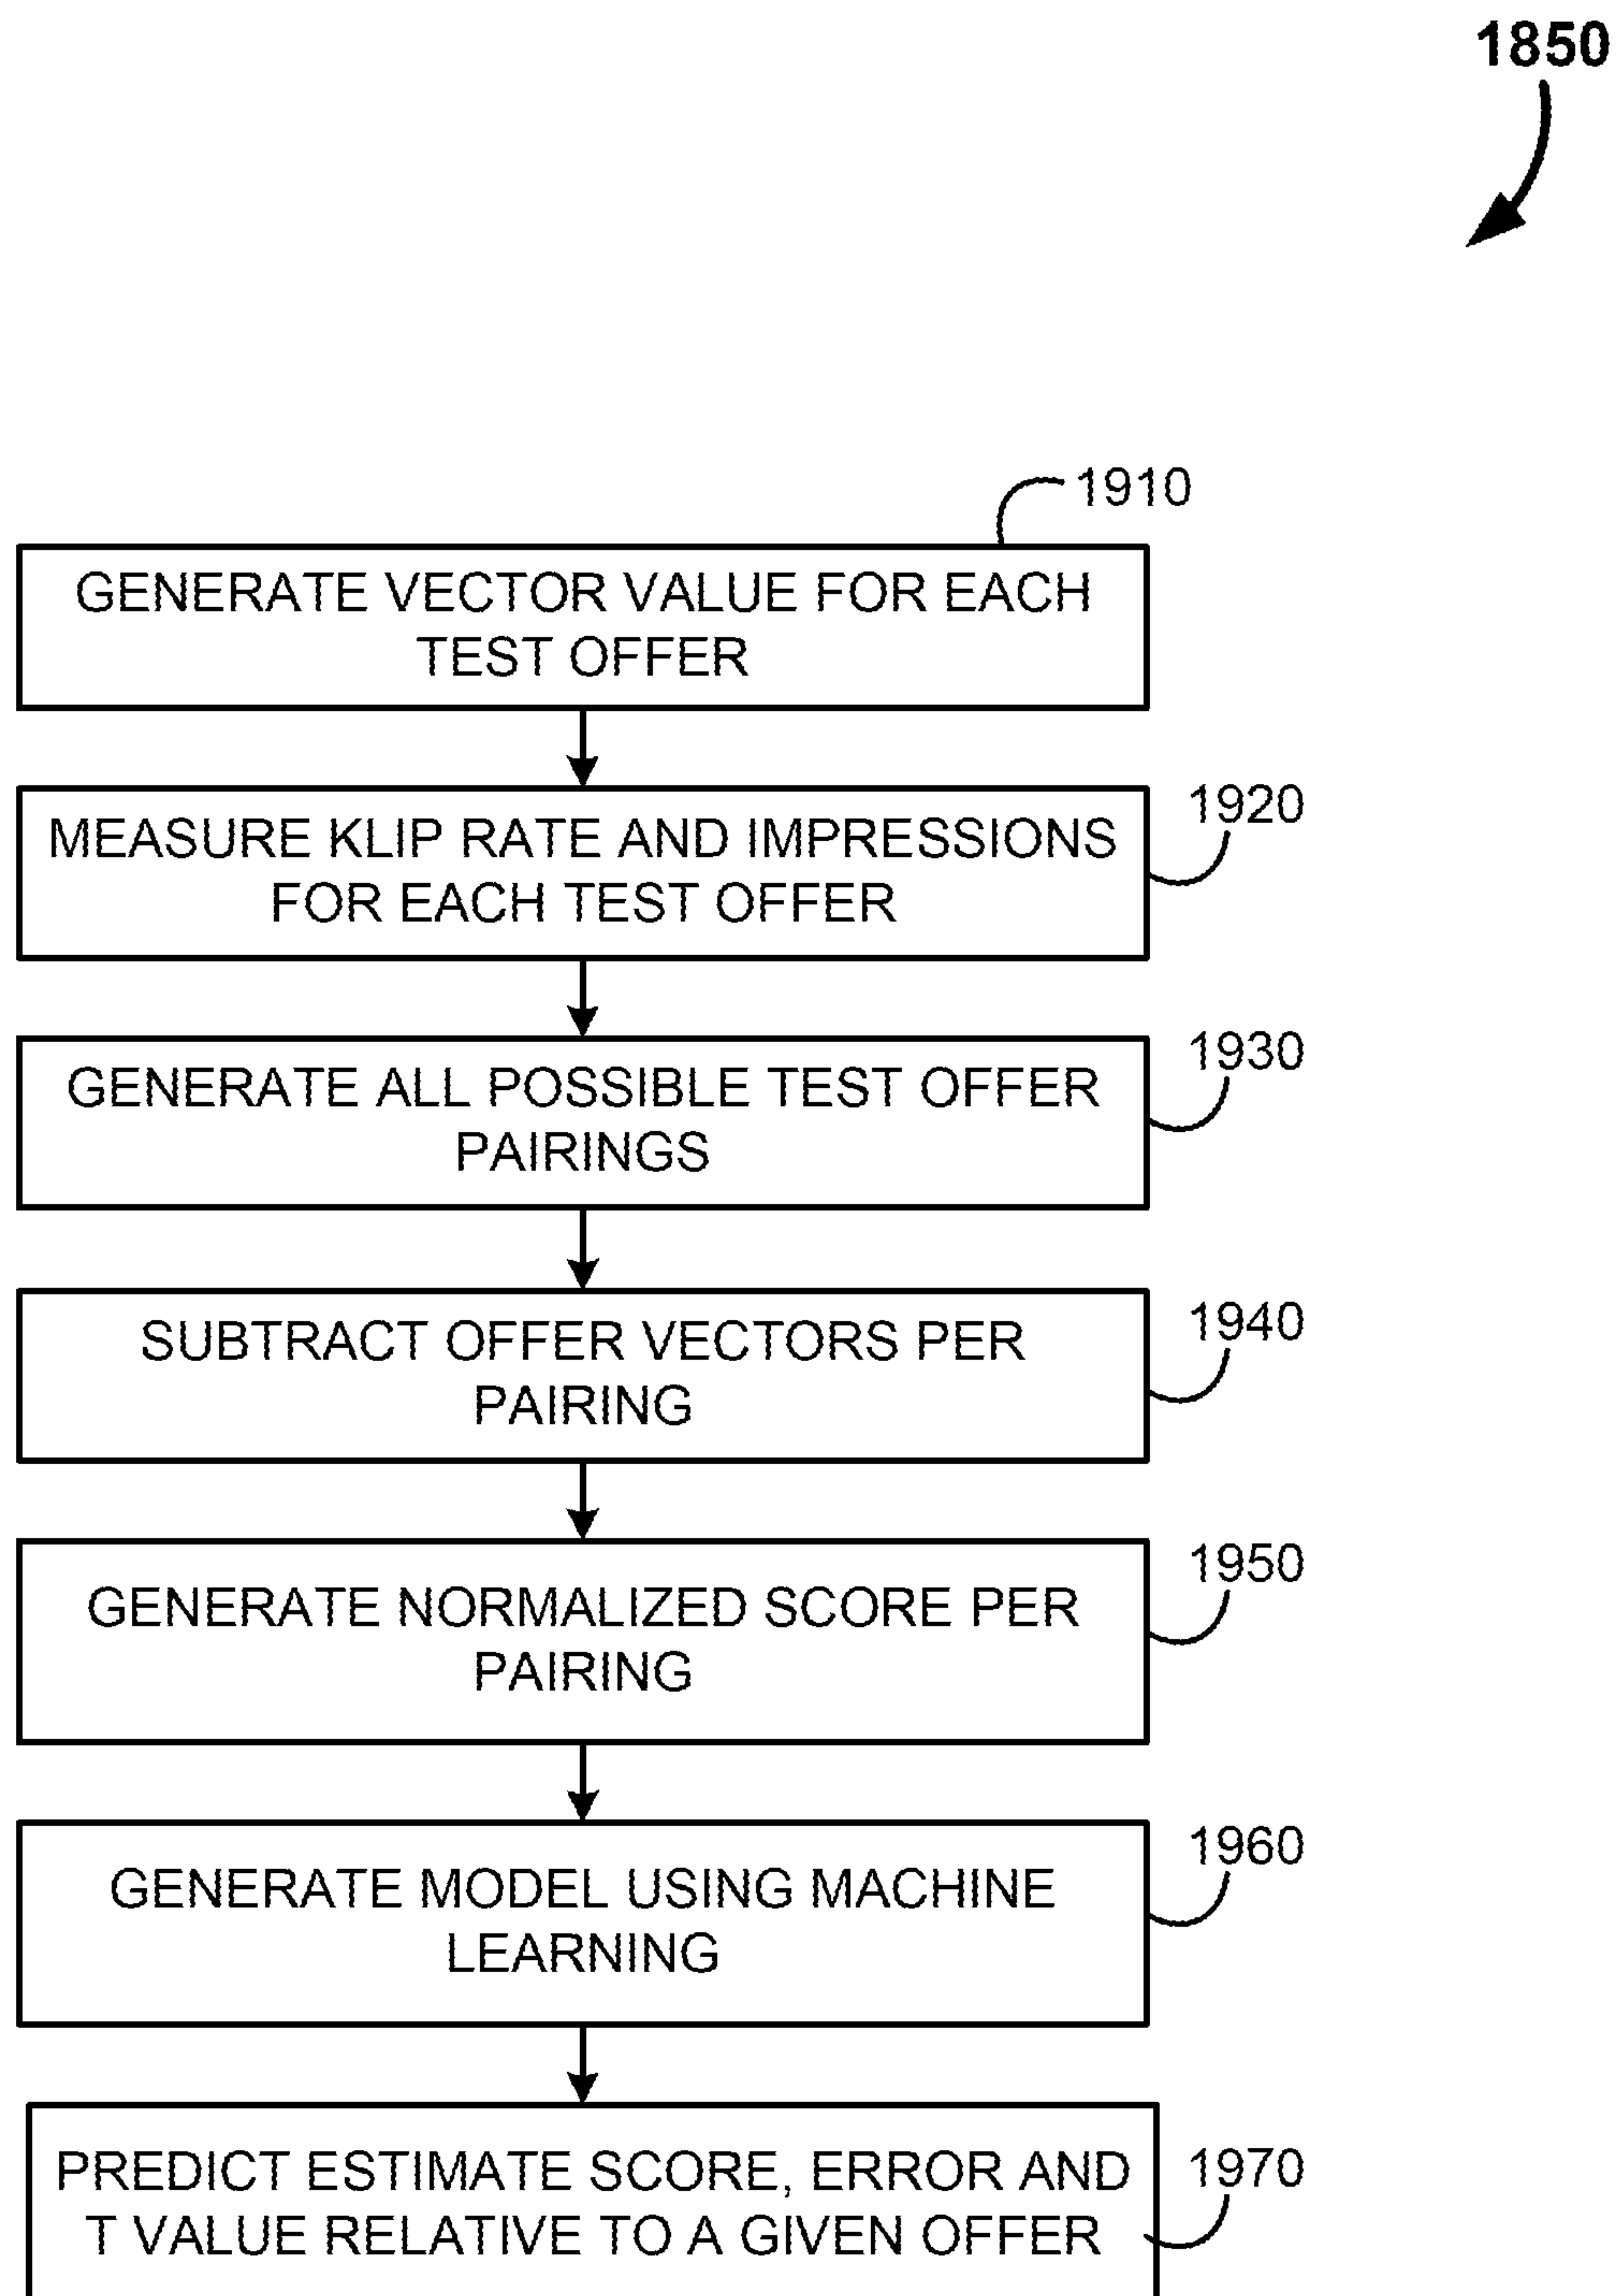 1850
1910
GENERATE VECTOR VALUE FOR EACH
TEST OFFER
1920
MEASURE KLIP RATE AND IMPRESSIONS
FOR EACH TEST OFFER
1930
GENERATE ALL POSSIBLE TEST OFFER
PAIRINGS
1940
SUBTRACT OFFER VECTORS PER
PAIRING
1950
GENERATE NORMALIZED SCORE PER
PAIRING
1960
GENERATE MODEL USING MACHINE
LEARNING
1970
PREDICT ESTIMATE SCORE, ERROR AND
T VALUE RELATIVE TO A GIVEN OFFER